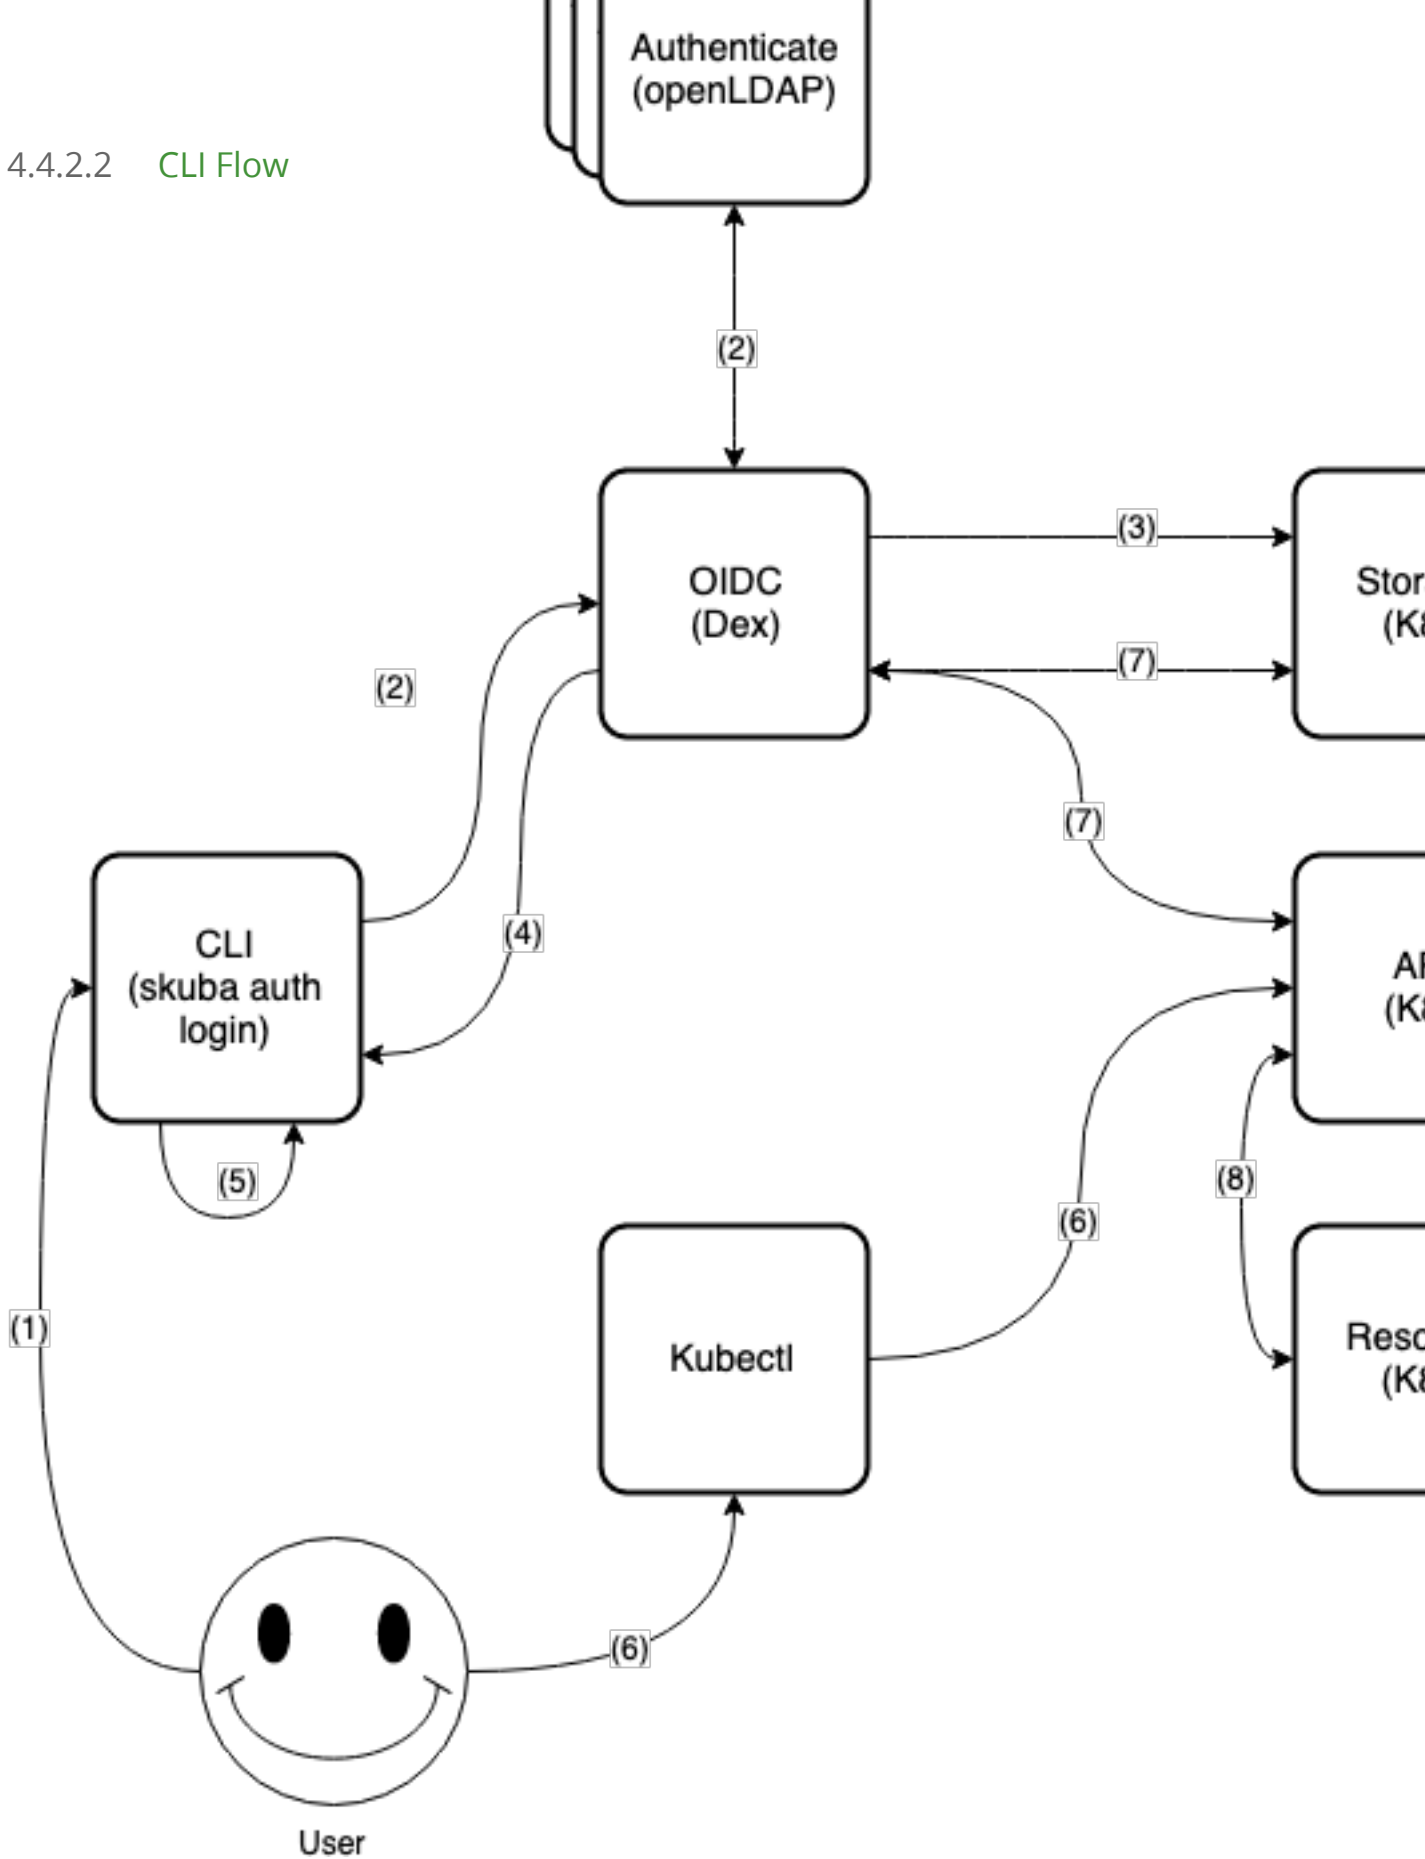 Authenticate
(openLDAP)
4.4.2.2 CLI Flow
(2)
(3)
OIDC
(Dex)
(7)
(2)
(7)
(4)
CLI
(skuba auth
login)
(5)
(8)
(6)
(1)
Kubectl
(6)
User